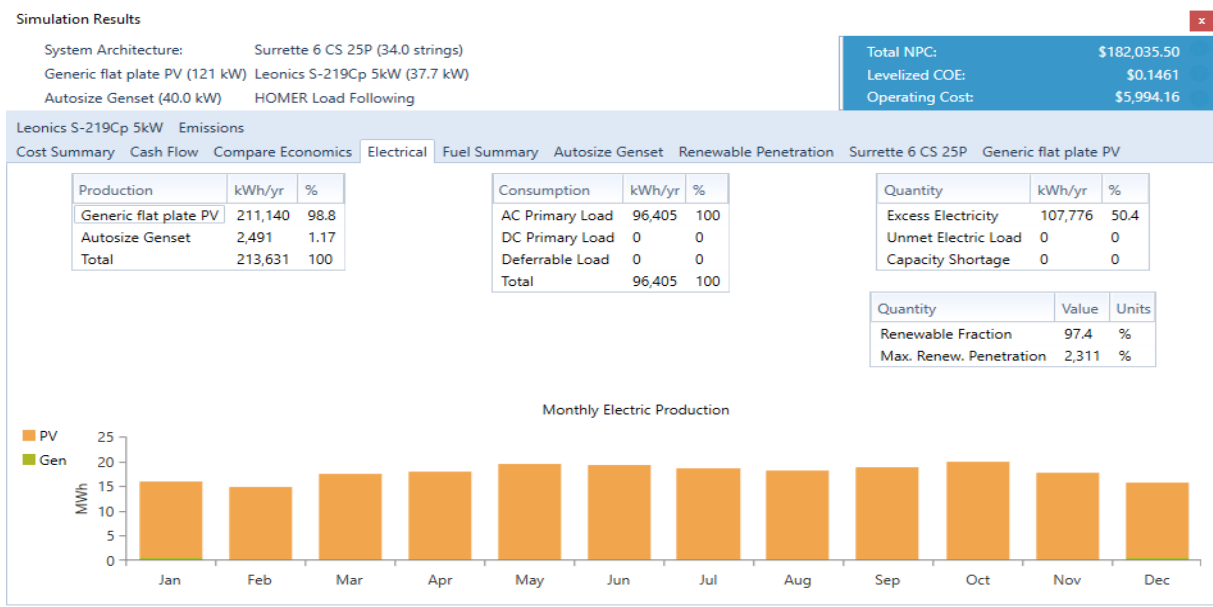 Simulation Results
x
System Architecture: Surrette 6 CS 25P (34.0 strings)
Generic flat plate PV (121 kW) Leonics S-219Cp 5kW (37.7 kW)
Autosize Genset (40.0 kW) HOMER Load Following
Total NPC: $182,035.50
Levelized COE: $0.1461
Operating Cost: $5,994.16
Leonics S-219Cp 5kW Emissions
Cost Summary Cash Flow Compare Economics Electrical Fuel Summary Autosize Genset Renewable Penetration Surrette 6 CS 25P Generic flat plate PV
Production kWh/yr %
Generic flat plate PV 211,140 98.8
Autosize Genset 2,491 1.17
Total 213,631 100
Consumption kWh/yr %
AC Primary Load 96,405 100
DC Primary Load 0 0
Deferrable Load 0 0
Total 96,405 100
Quantity kWh/yr %
Excess Electricity 107,776 50.4
Unmet Electric Load 0 0
Capacity Shortage 0 0
Quantity Value Units
Renewable Fraction 97.4 %
Max. Renew. Penetration 2,311 %
Monthly Electric Production
PV
Gen
MWh
25
20
15
10
5
0
Jan Feb Mar Apr May Jun Jul Aug Sep Oct Nov Dec